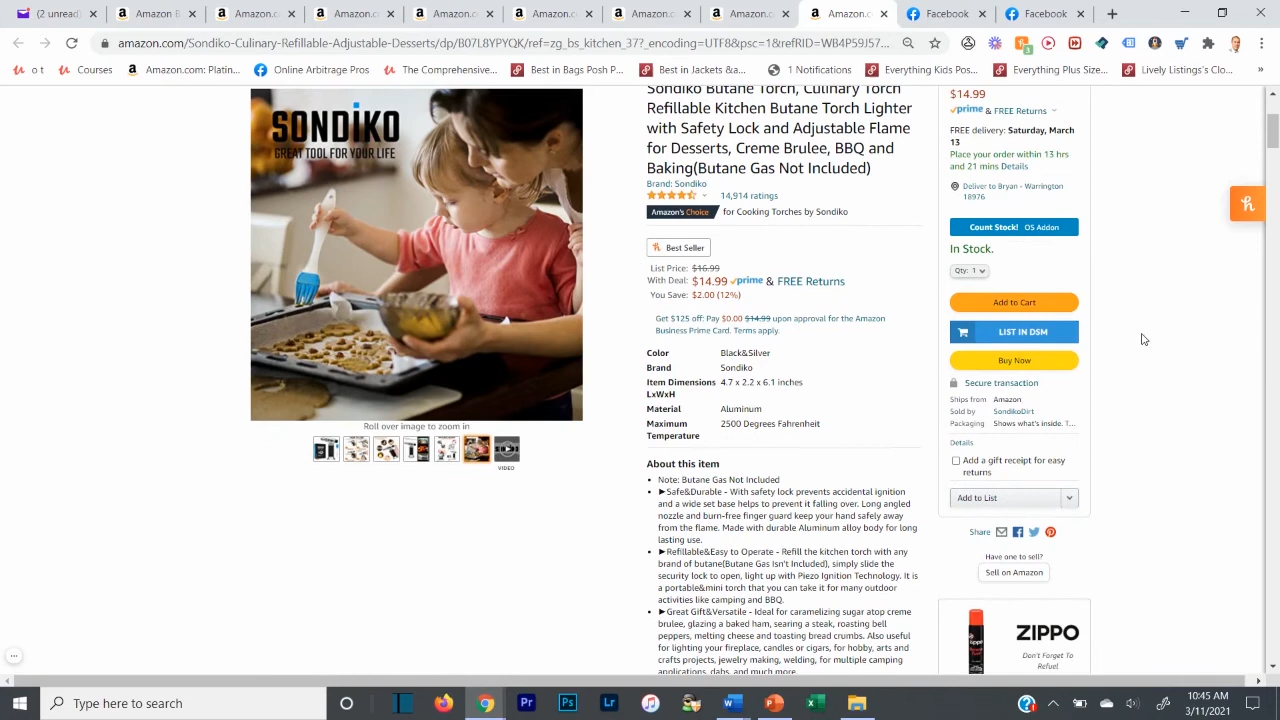 (2 unread)
Amazon.c
Amazon.c
Amazon.c
Amazon.c
Amazon.c
Amazon.c
Amazon.c
Facebook
Facebook
amazon.com/Sondiko-Culinary-Refillable-Adjustable-Desserts/dp/B07L8YPYQK/ref=zg_bs_kitchen_37?_encoding=UTF8&psc=1&refRID=WB4P59J57...
3
o t
Courses
Amazon.com: Platin...
Online Arbitrage Pros
The Comprehensive...
Best in Bags Posh P...
Best in Jackets &a...
1 Notifications
Everything Kids Pos...
Everything Plus Size...
Lively Listings's Clo...
»
SONDIKO
GREAT TOOL FOR YOUR LIFE
Roll over image to zoom in
VIDEO
Sondiko Butane Torch, Culinary Torch
Refillable Kitchen Butane Torch Lighter
with Safety Lock and Adjustable Flame
for Desserts, Creme Brulee, BBQ and
Baking(Butane Gas Not Included)
Brand: Sondiko
14,914 ratings
Amazon's Choice for Cooking Torches by Sondiko
Best Seller
List Price: $16.99
With Deal: $14.99 prime & FREE Returns
You Save: $2.00 (12%)
Get $125 off: Pay $0.00 $14.99 upon approval for the Amazon
Business Prime Card. Terms apply.
Color Black&Silver
Brand Sondiko
Item Dimensions 4.7 x 2.2 x 6.1 inches
LxWxH
Material Aluminum
Maximum 2500 Degrees Fahrenheit
Temperature
About this item
• Note: Butane Gas Not Included
• ►Safe&Durable - With safety lock prevents accidental ignition
and a wide set base helps to prevent it falling over. Long angled
nozzle and burn-free finger guard keep your hand safely away
from the flame. Made with durable Aluminum alloy body for long
lasting use.
• ►Refillable&Easy to Operate - Refill the kitchen torch with any
brand of butane(Butane Gas Isn't Included), simply slide the
security lock to open, light up with Piezo Ignition Technology. It is
a portable&mini torch that you can take it for many outdoor
activities like camping and BBQ.
• ►Great Gift&Versatile - Ideal for caramelizing sugar atop creme
brulee, glazing a baked ham, searing a steak, roasting bell
peppers, melting cheese and toasting bread crumbs. Also useful
for lighting your fireplace, candles or cigars, for hobby, arts and
crafts projects, jewelry making, welding, for multiple camping
applications, dabs, and much more.
$14.99
prime & FREE Returns
FREE delivery: Saturday, March
13
Place your order within 13 hrs
and 21 mins Details
Deliver to Bryan - Warrington
18976
Count Stock! OS Addon
In Stock.
Qty: 1
Add to Cart
LIST IN DSM
Buy Now
Secure transaction
Ships from Amazon
Sold by SondikoDirt
Packaging Shows what's inside. T...
Details
Add a gift receipt for easy
returns
Add to List
Share
Have one to sell?
Sell on Amazon
ZIPPO
Don't Forget To
Refuel
Type here to search
10:45 AM
3/11/2021